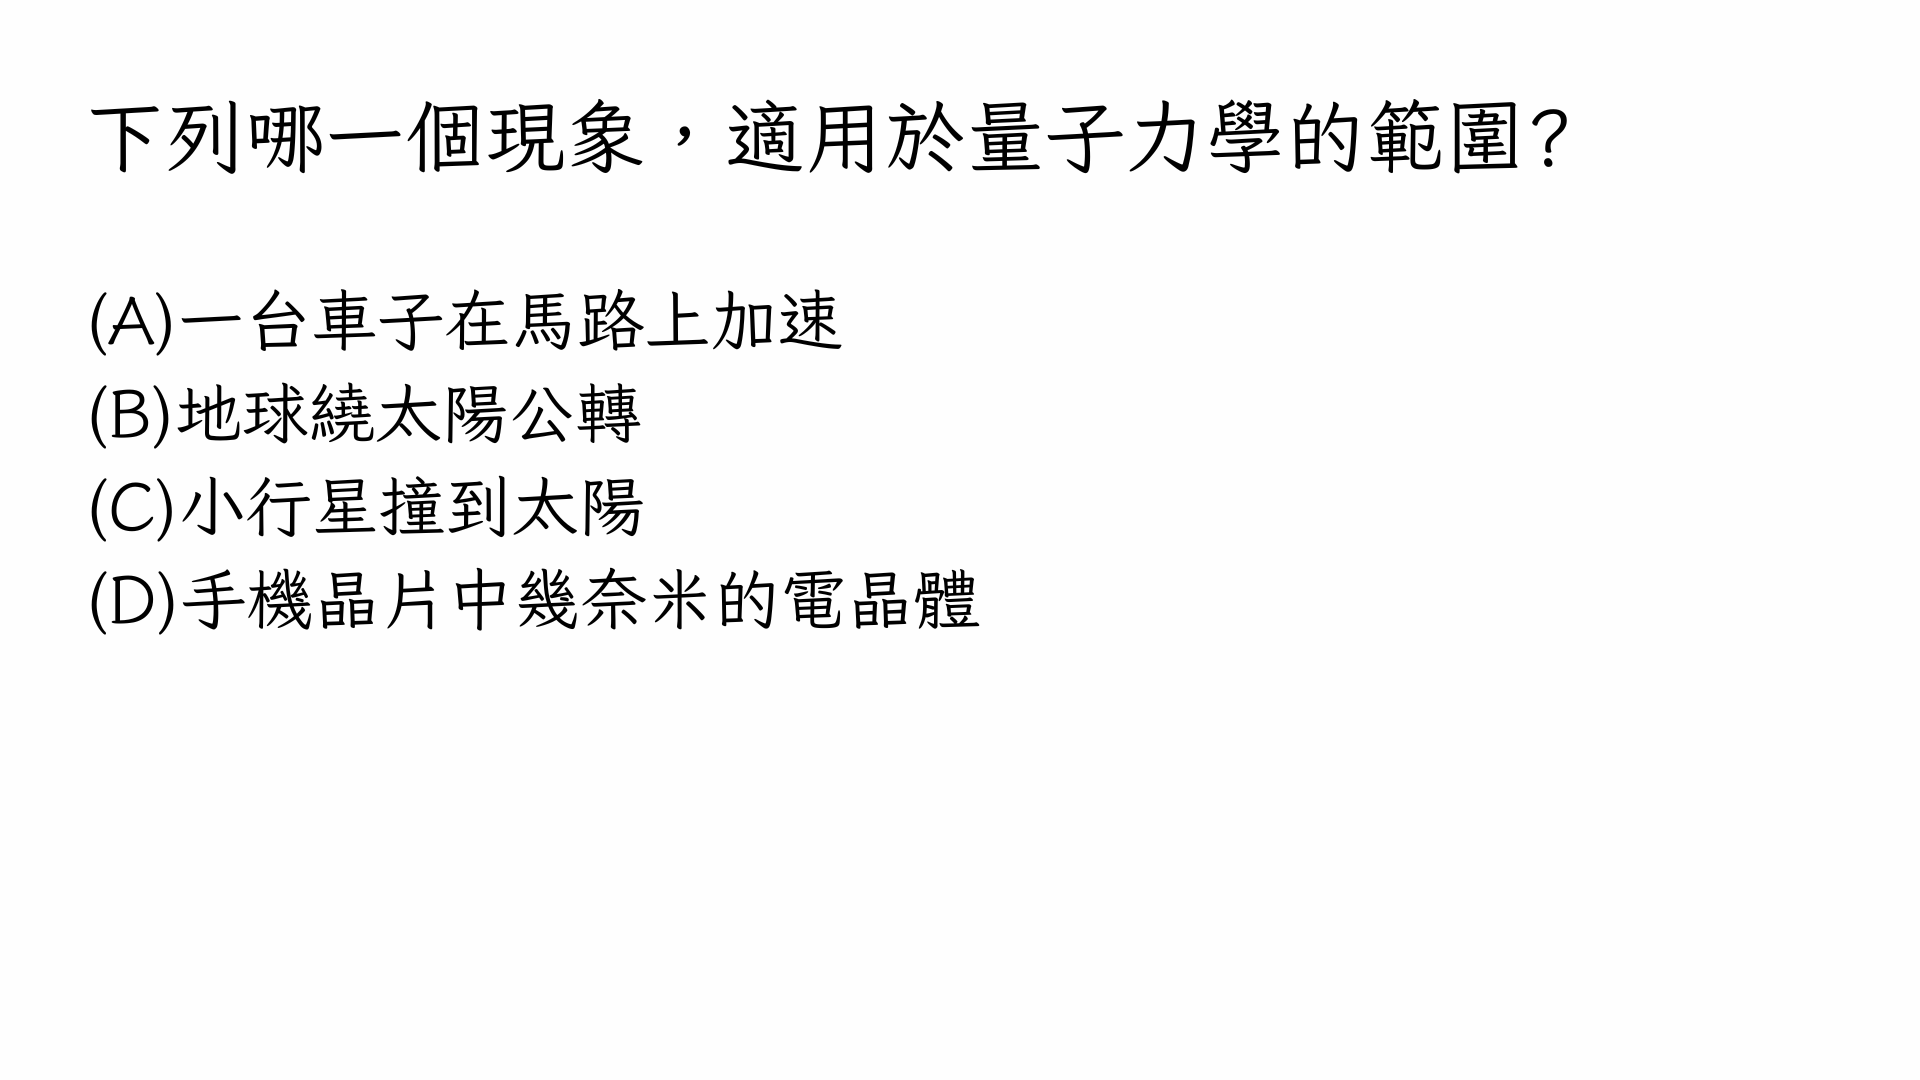 下列哪一個現象，適用於量子力學的範圍?
(A)一台車子在馬路上加速
(B)地球繞太陽公轉
(C)小行星撞到太陽
(D)手機晶片中幾奈米的電晶體